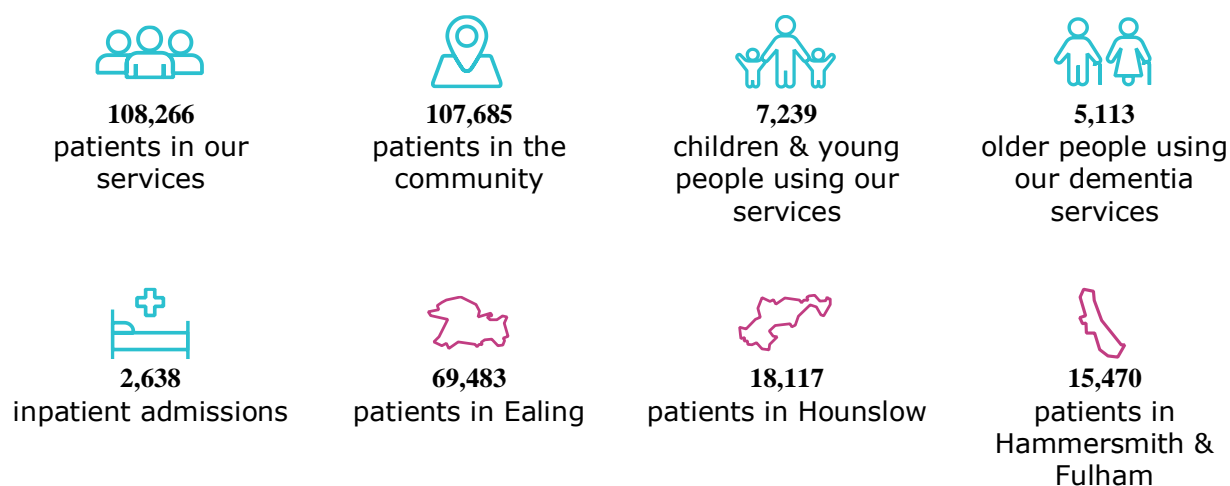 108,266
patients in our
services
107,685
patients in the
community
7,239
children & young
people using our
services
5,113
older people using
our dementia
services
2,638
inpatient admissions
69,483
patients in Ealing
18,117
patients in Hounslow
15,470
patients in
Hammersmith &
Fulham